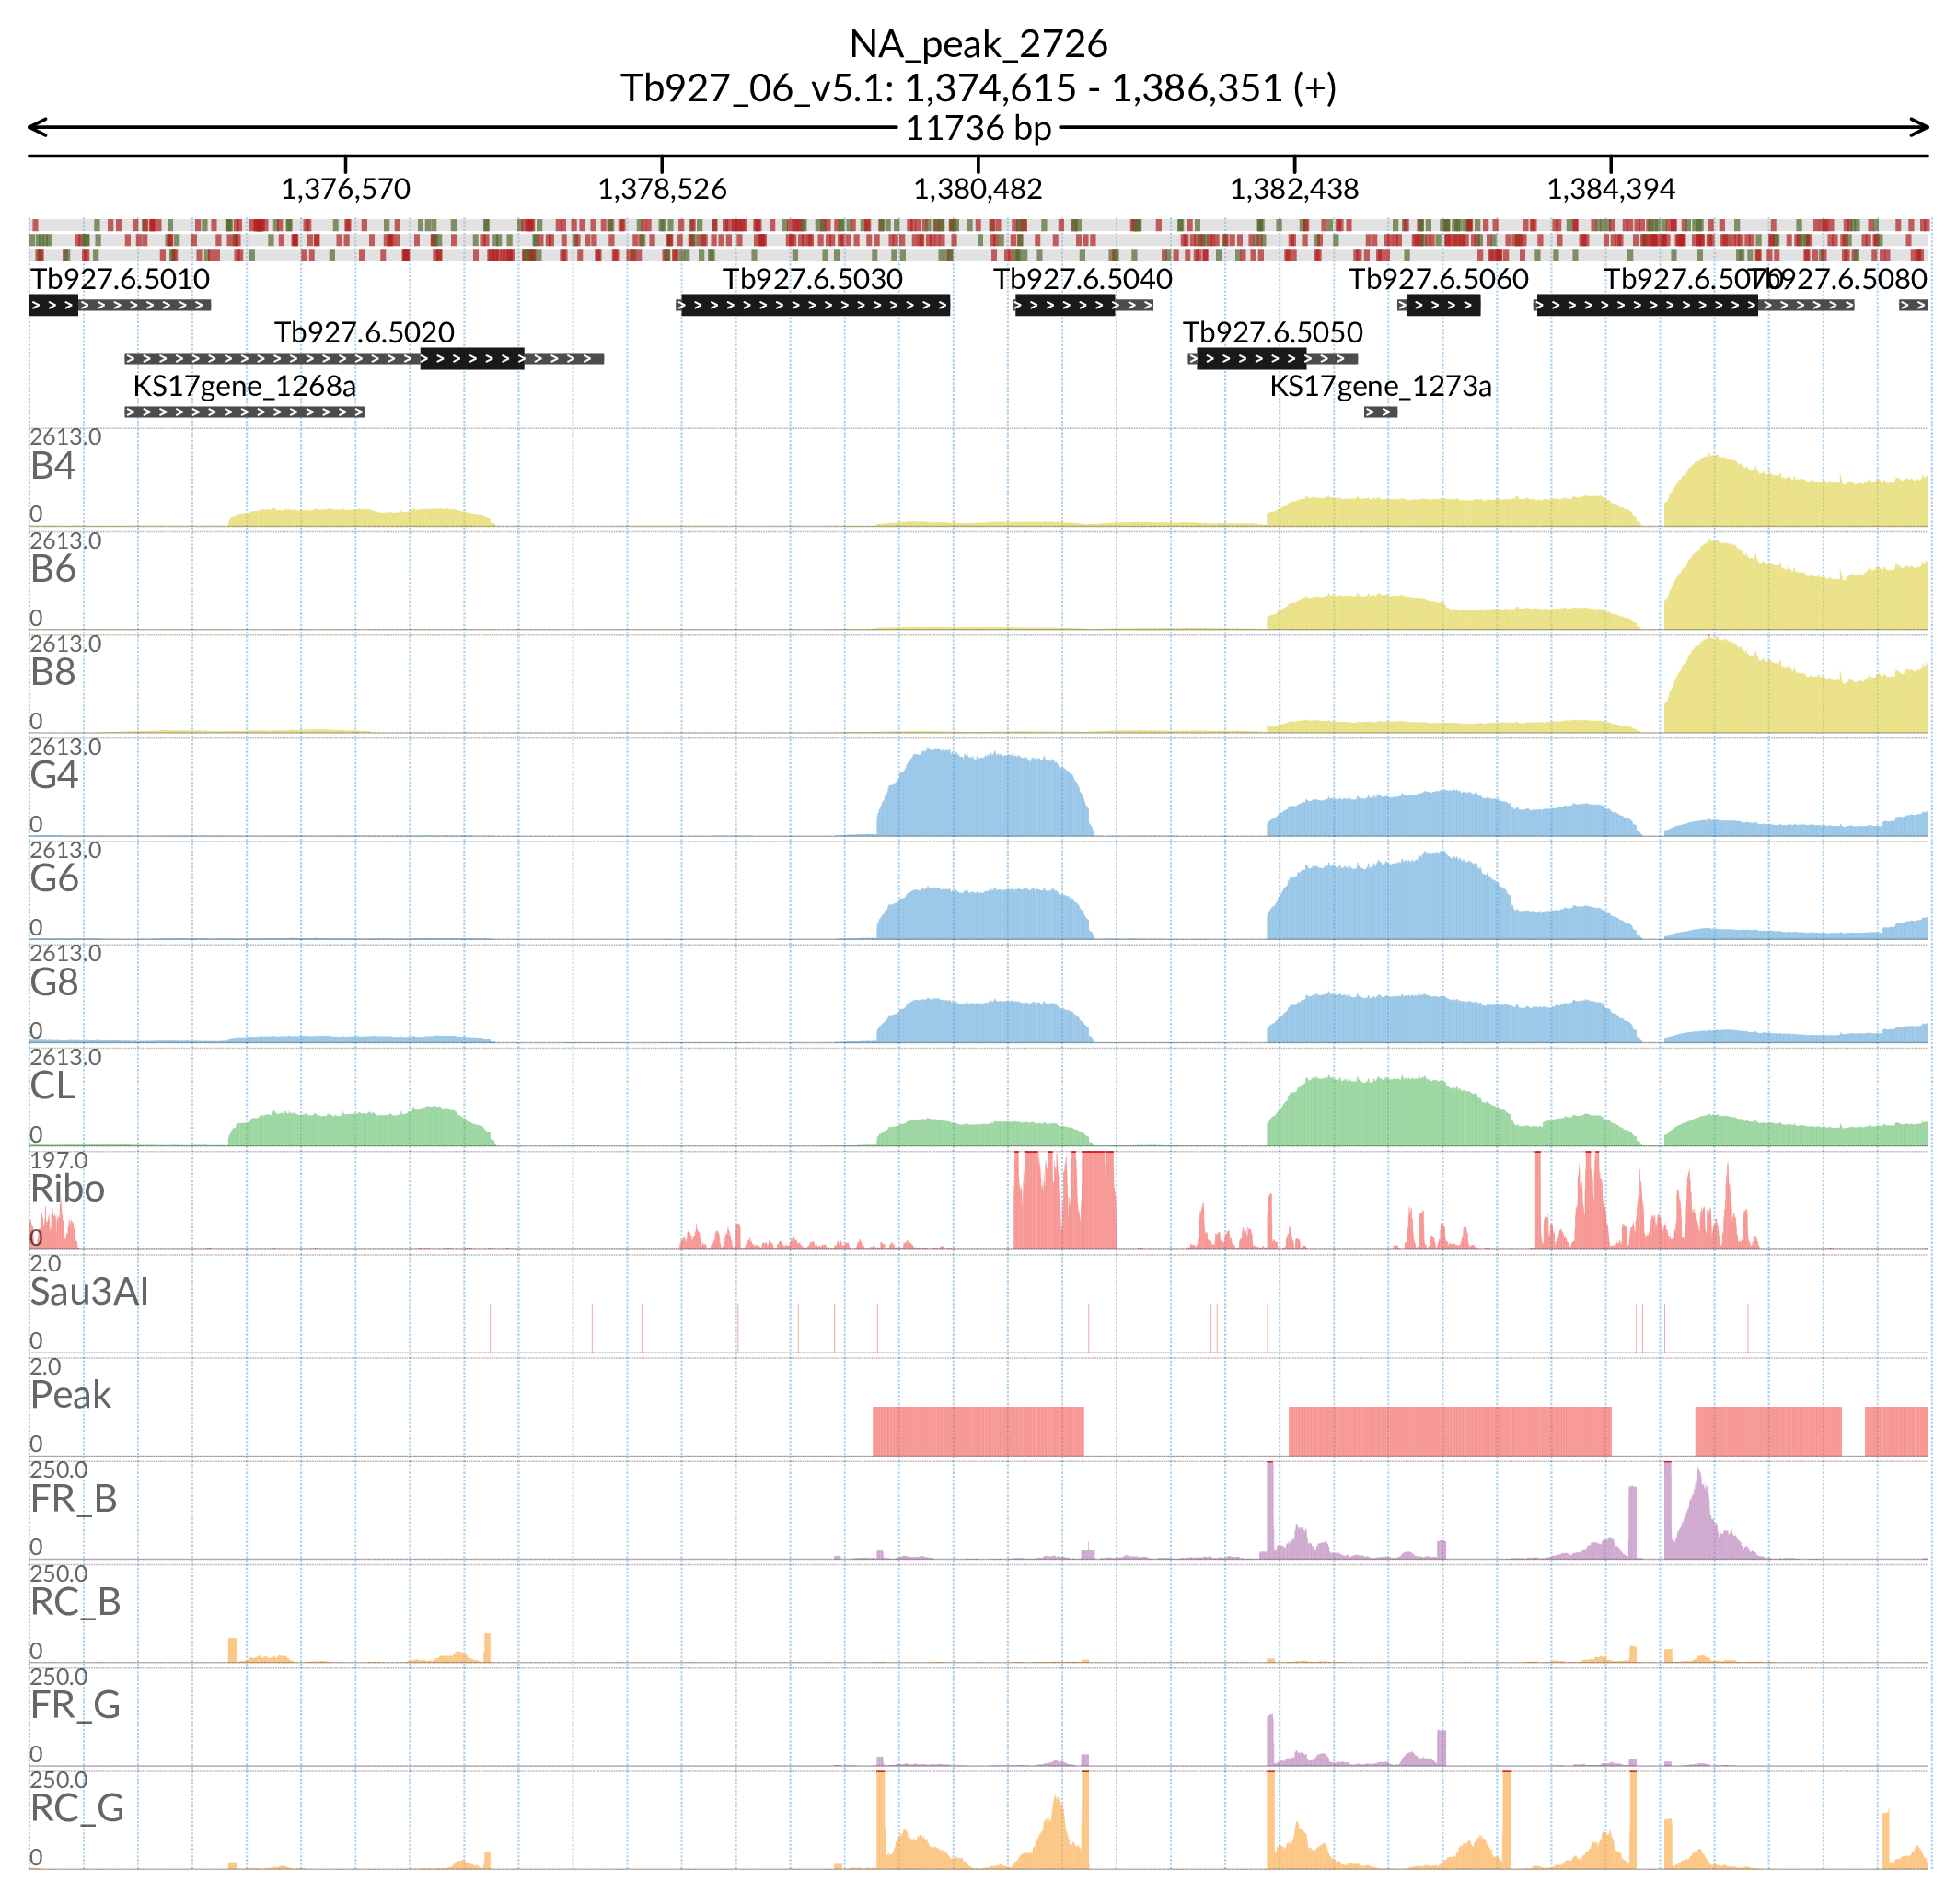 NA_peak_2726
Tb927_06_v5.1: 1,374,615 - 1,386,351 (+)
11736 bp
1,376,570 1,378,526 1,380,482 1,382,438 1,384,394
Tb927.6.5010 Tb927.6.5030 Tb927.6.5040 Tb927.6.5060 Tb927.6.5070 Tb927.6.5080
Tb927.6.5020 Tb927.6.5050
KS17gene_1268a KS17gene_1273a
2613.0
B4
0
2613.0
B6
0
2613.0
B8
0
2613.0
G4
0
2613.0
G6
0
2613.0
G8
0
2613.0
CL
0
197.0
Ribo
0
2.0
Sau3AI
0
2.0
Peak
0
250.0
FR_B
0
250.0
RC_B
0
250.0
FR_G
0
250.0
RC_G
0